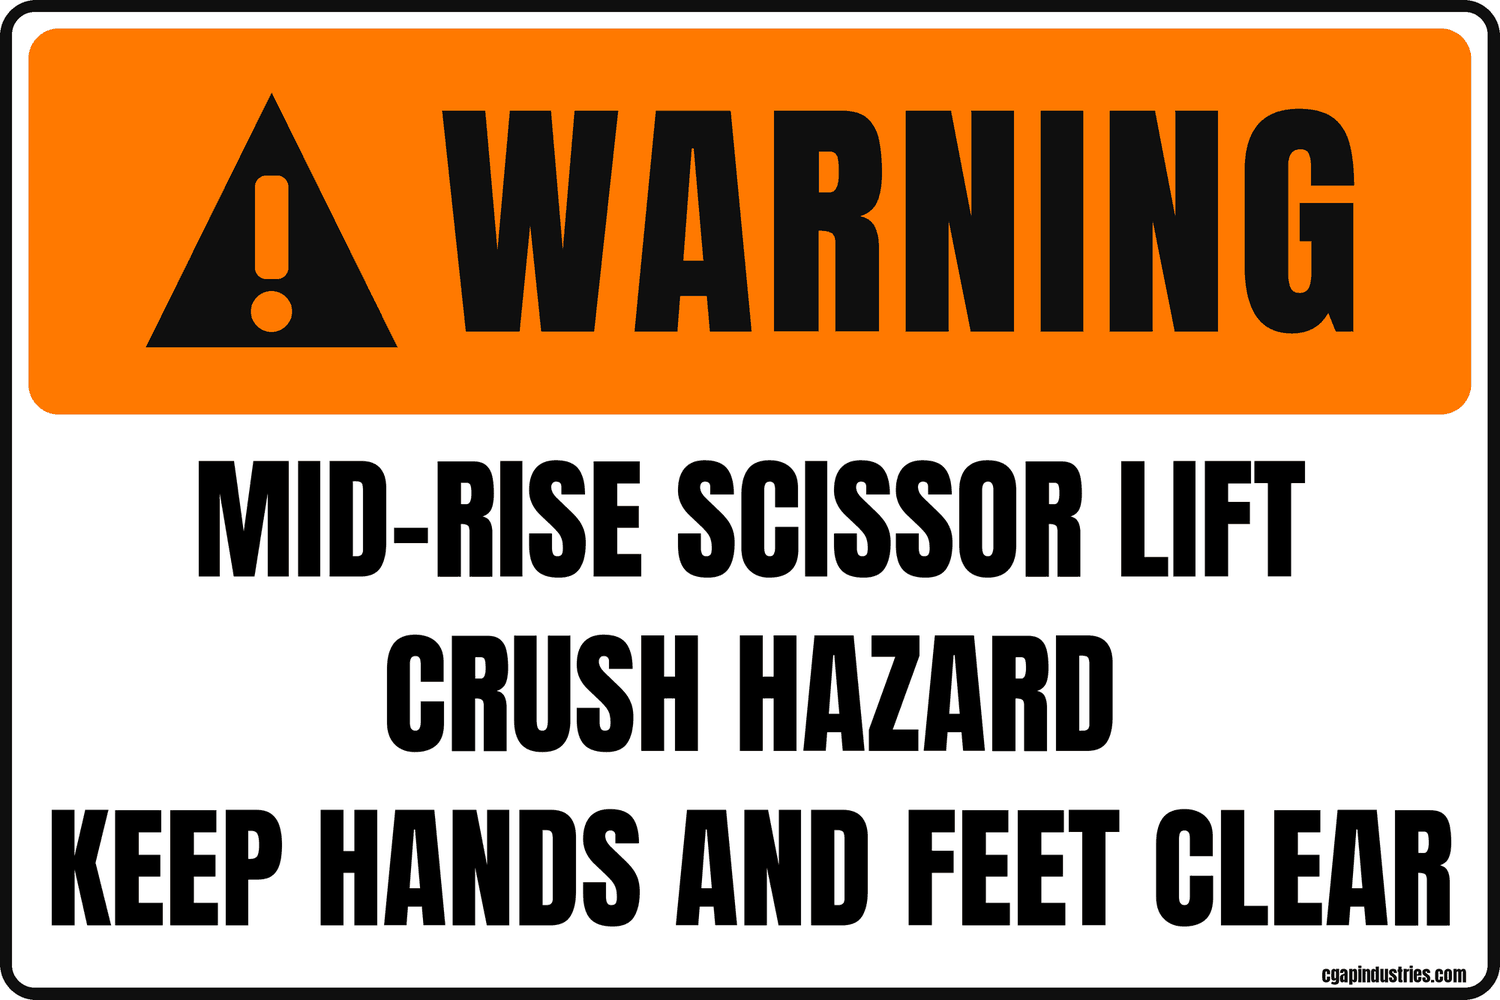 WARNING
MID-RISE SCISSOR LIFT
CRUSH HAZARD
KEEP HANDS AND FEET CLEAR
cgapindustries.com